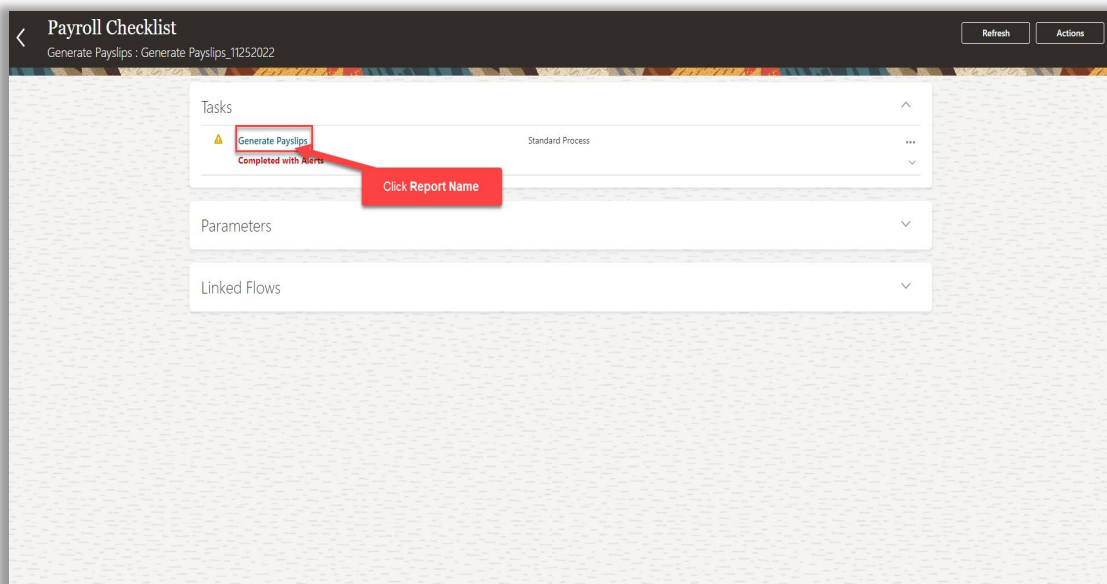 Payroll Checklist
Generate Payslips : Generate Payslips_11252022
Refresh
Actions
Tasks
Generate Payslips
Standard Process
Completed with Alerts
Click Report Name
Parameters
Linked Flows